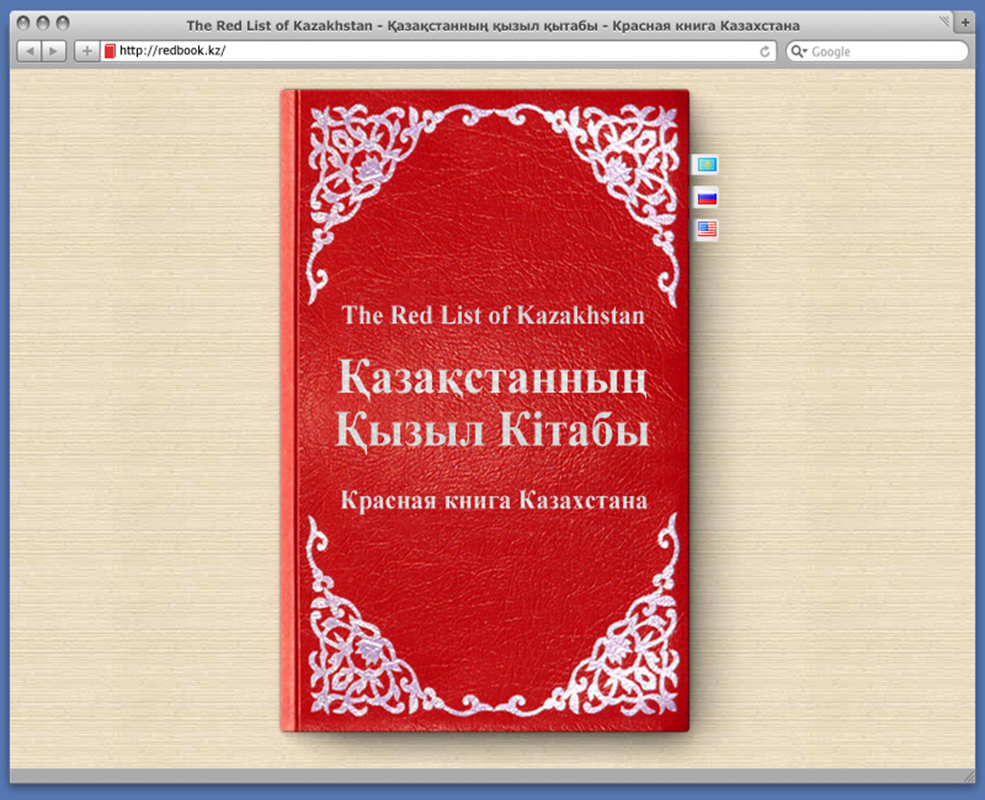 The Red List of Kazakhstan - Қазақстанның қызыл қытабы - Красная книга Казахстана
http://redbook.kz/
Google
The Red List of Kazakhstan
Қазақстанның
Қызыл Кітабы
Красная книга Казахстана